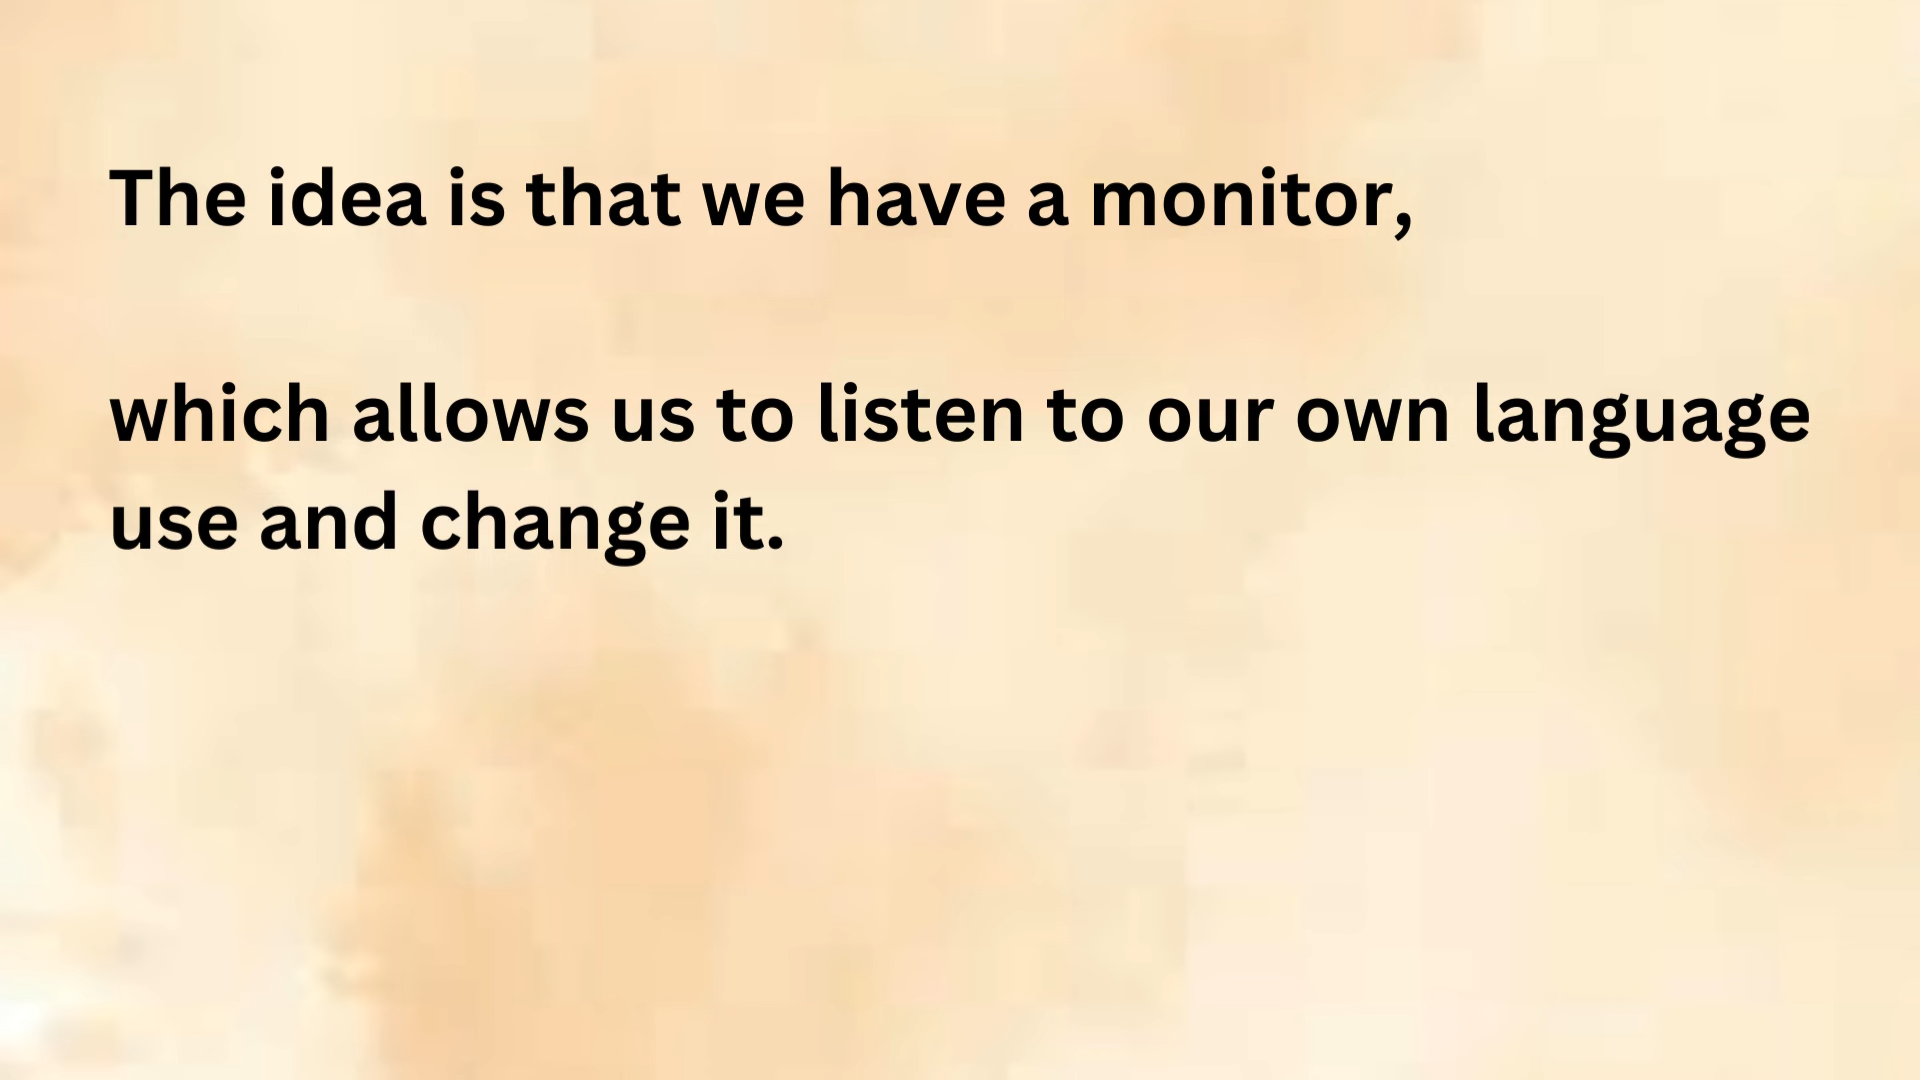 The idea is that we have a monitor,
which allows us to listen to our own language
use and change it.